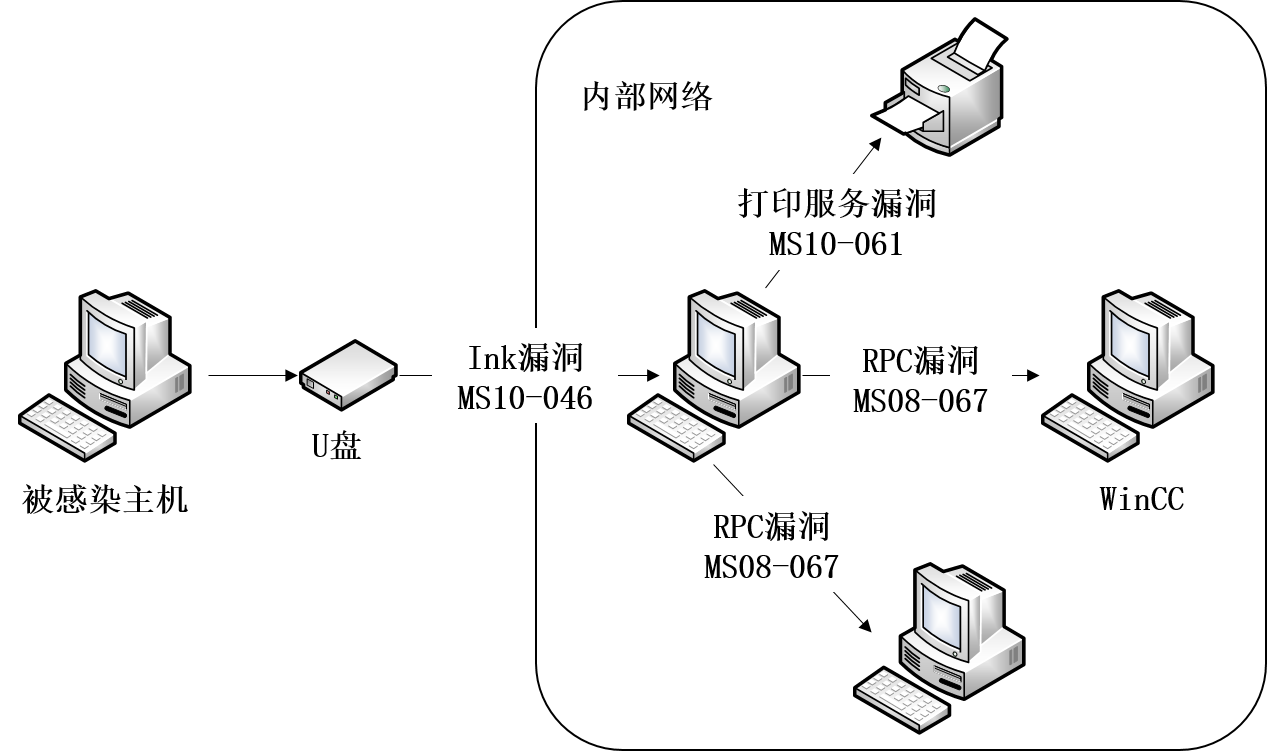 内部网络
打印服务漏洞
MS10-061
Ink漏洞
MS10-046
RPC漏洞
MS08-067
U盘
被感染主机
WinCC
RPC漏洞
MS08-067